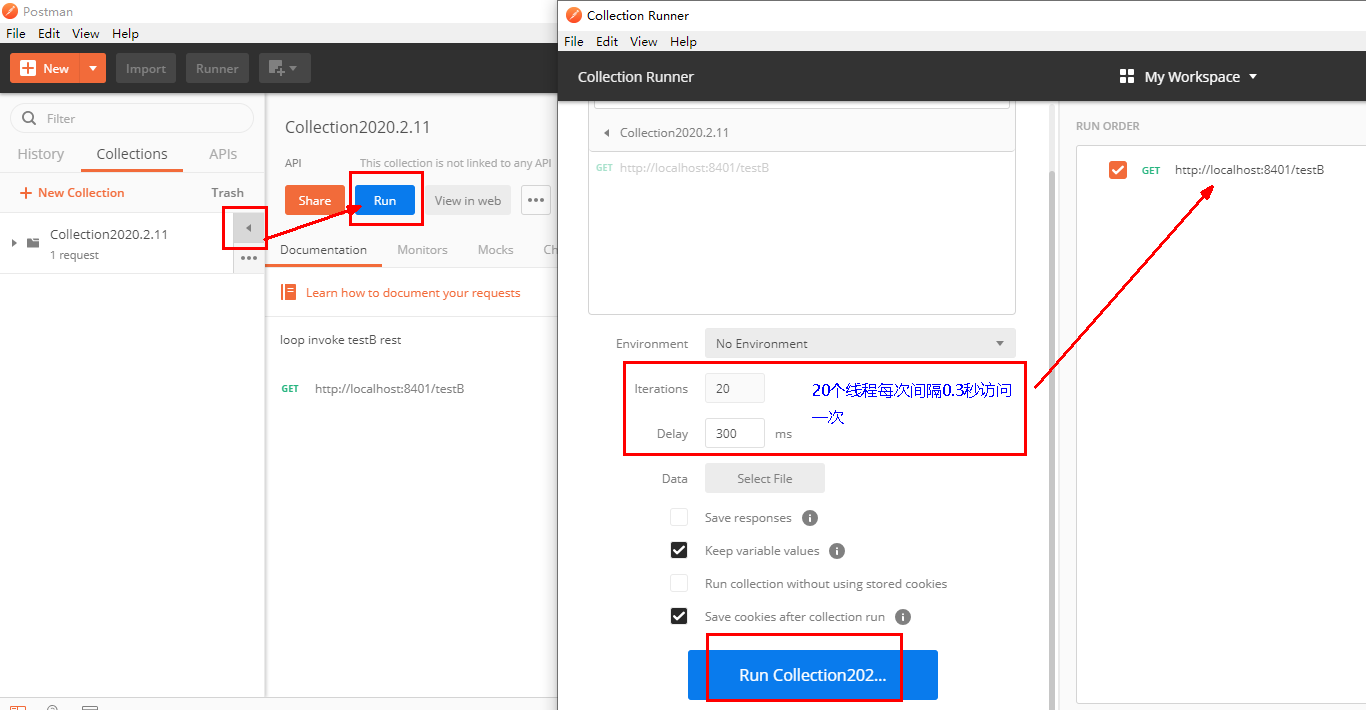 Postman
File Edit View Help
New
Import
Runner
Filter
History
Collections
APIs
New Collection
Trash
Collection2020.2.11
1 request
Collection2020.2.11
API
This collection is not linked to any API
Share
Run
View in web
Documentation
Monitors
Mocks
Ch
Learn how to document your requests
loop invoke testB rest
GET http://localhost:8401/testB
Collection Runner
File Edit View Help
Collection Runner
My Workspace
Collection2020.2.11
GET http://localhost:8401/testB
Environment
No Environment
Iterations
20
20个线程每次间隔0.3秒访问
一次
Delay
300
ms
Data
Select File
Save responses
Keep variable values
Run collection without using stored cookies
Save cookies after collection run
Run Collection202...
RUN ORDER
GET http://localhost:8401/testB